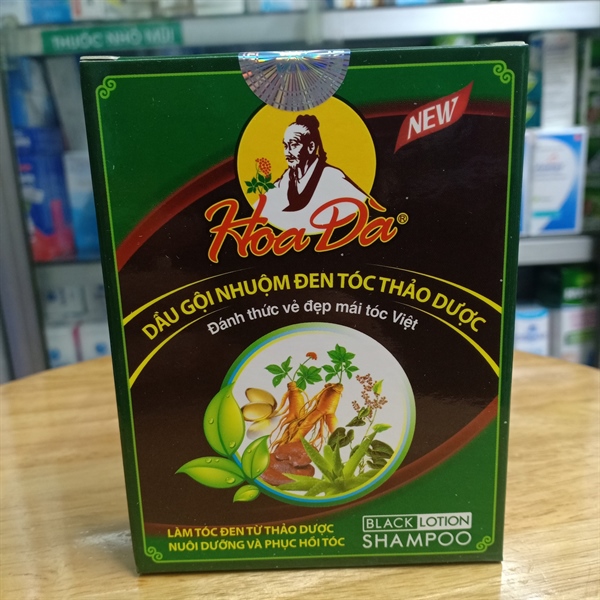 THUỐC NHỎ MŨI
NEW
Hoa Đà®
DẦU GỘI NHUỘM ĐEN TÓC THẢO DƯỢC
Đánh thức vẻ đẹp mái tóc Việt
LÀM TÓC ĐEN TỪ THẢO DƯỢC
NUÔI DƯỠNG VÀ PHỤC HỒI TÓC
BLACK LOTION
SHAMPOO